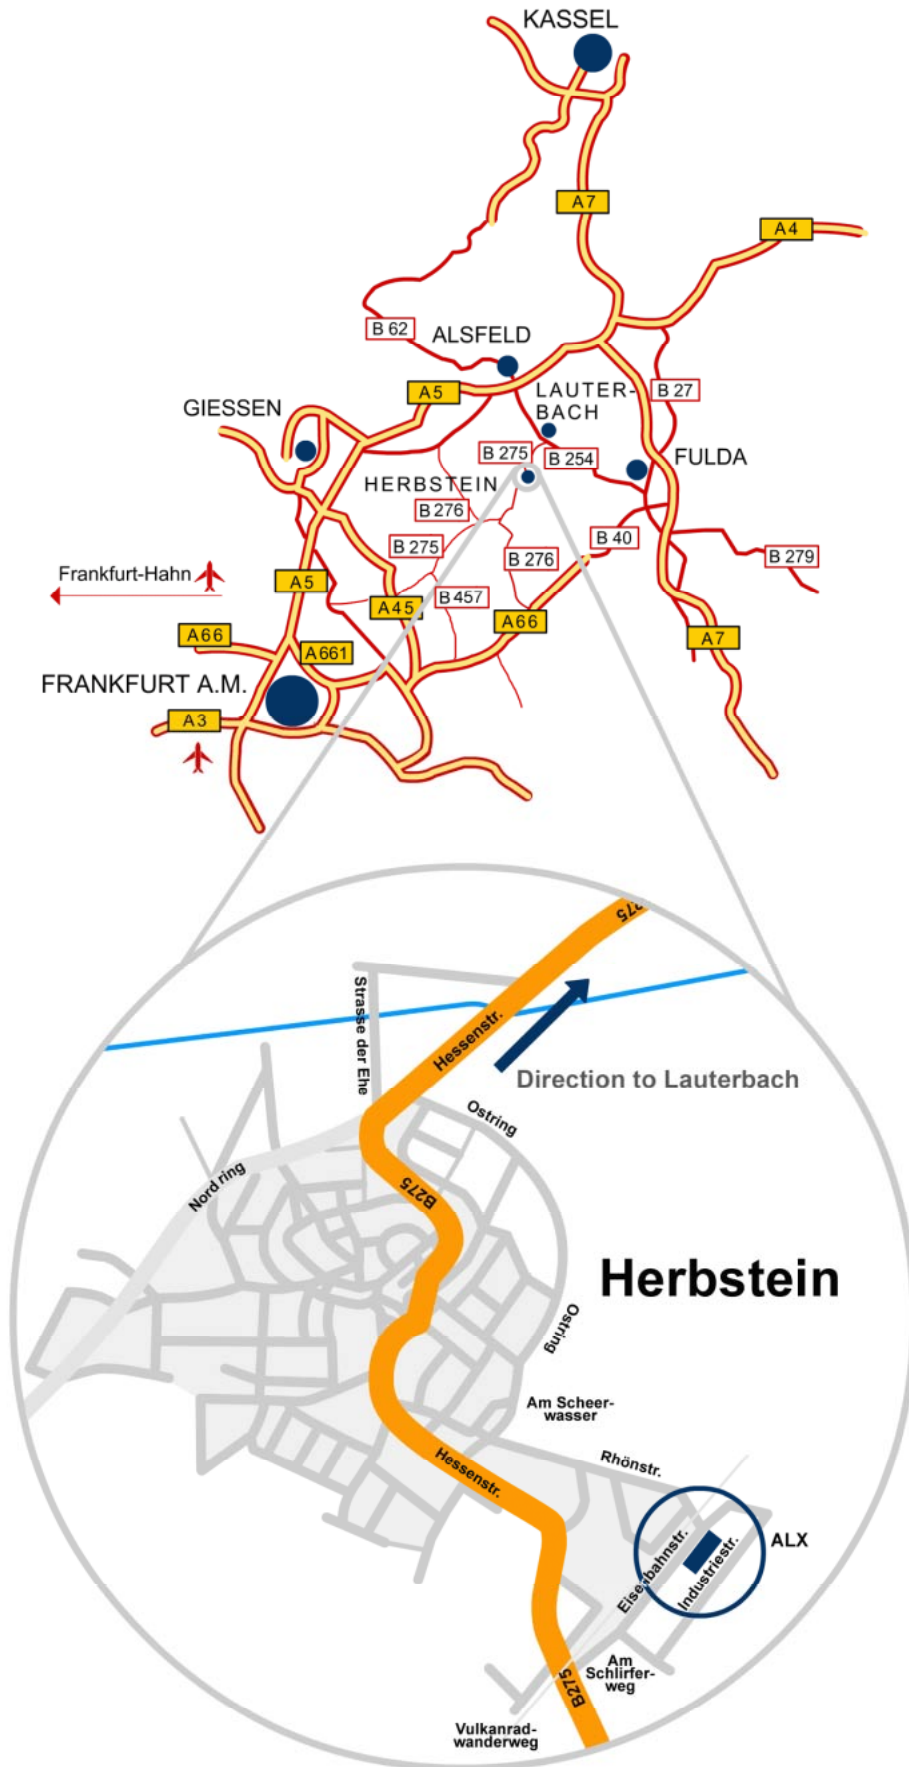 KASSEL
A7
A4
B 62
ALSFELD
A5
LAUTER-
BACH
B 27
GIESSEN
B 275
B 254
FULDA
HERBSTEIN
B 276
B 40
B 275
B 276
B 279
Frankfurt-Hahn
A5
A45
B 457
A66
A66
A661
A7
FRANKFURT A.M.
A3
B275
Strasse der Ehe
Hessenstr.
Direction to Lauterbach
Ostring
Nord ring
B275
Herbstein
Ostring
Am Scheer-
wasser
Rhönstr.
Hessenstr.
ALX
Eisenbahnstr.
Industriestr.
Am
Schlirfer-
weg
B275
Vulkanrad-
wanderweg